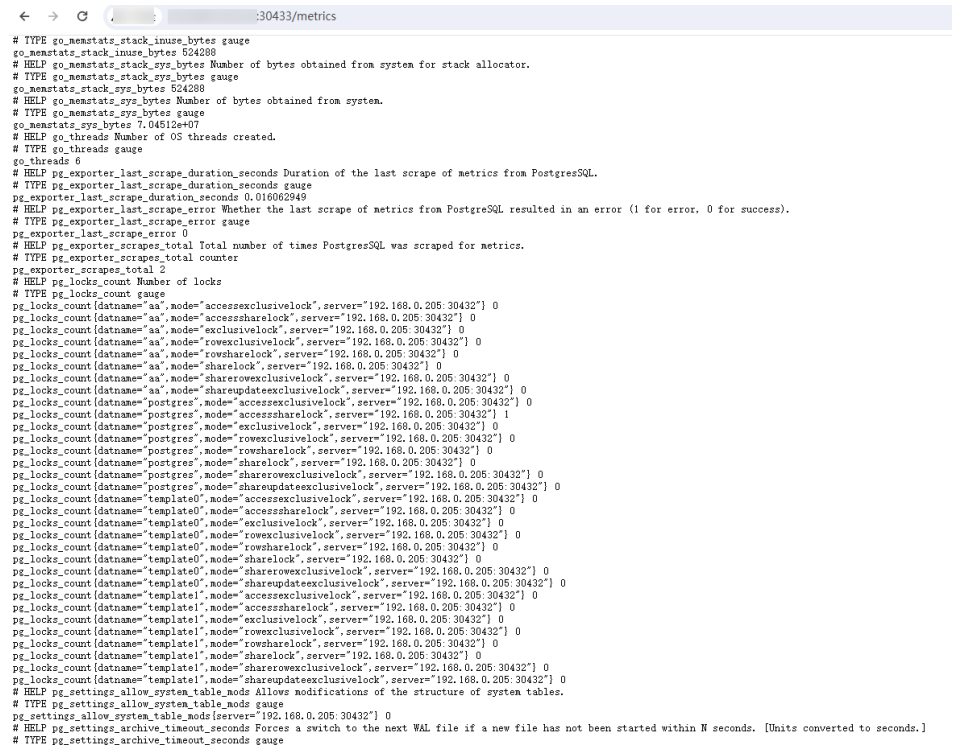 :30433/metrics
# TYPE go_memstats_stack_inuse_bytes gauge
go_memstats_stack_inuse_bytes 524288
# HELP go_memstats_stack_sys_bytes Number of bytes obtained from system for stack allocator.
# TYPE go_memstats_stack_sys_bytes gauge
go_memstats_stack_sys_bytes 524288
# HELP go_memstats_sys_bytes Number of bytes obtained from system.
# TYPE go_memstats_sys_bytes gauge
go_memstats_sys_bytes 7.04512e+07
# HELP go_threads Number of OS threads created.
# TYPE go_threads gauge
go_threads 6
# HELP pg_exporter_last_scrape_duration_seconds Duration of the last scrape of metrics from PostgresSQL.
# TYPE pg_exporter_last_scrape_duration_seconds gauge
pg_exporter_last_scrape_duration_seconds 0.016062949
# HELP pg_exporter_last_scrape_error Whether the last scrape of metrics from PostgreSQL resulted in an error (1 for error, 0 for success).
# TYPE pg_exporter_last_scrape_error gauge
pg_exporter_last_scrape_error 0
# HELP pg_exporter_scrapes_total Total number of times PostgresSQL was scraped for metrics.
# TYPE pg_exporter_scrapes_total counter
pg_exporter_scrapes_total 2
# HELP pg_locks_count Number of locks
# TYPE pg_locks_count gauge
pg_locks_count{datname="aa",mode="accessexclusivelock",server="192.168.0.205:30432"} 0
pg_locks_count{datname="aa",mode="accesssharelock",server="192.168.0.205:30432"} 0
pg_locks_count{datname="aa",mode="exclusivelock",server="192.168.0.205:30432"} 0
pg_locks_count{datname="aa",mode="rowexclusivelock",server="192.168.0.205:30432"} 0
pg_locks_count{datname="aa",mode="rowsharelock",server="192.168.0.205:30432"} 0
pg_locks_count{datname="aa",mode="sharelock",server="192.168.0.205:30432"} 0
pg_locks_count{datname="aa",mode="sharerowexclusivelock",server="192.168.0.205:30432"} 0
pg_locks_count{datname="aa",mode="shareupdateexclusivelock",server="192.168.0.205:30432"} 0
pg_locks_count{datname="postgres",mode="accessexclusivelock",server="192.168.0.205:30432"} 0
pg_locks_count{datname="postgres",mode="accesssharelock",server="192.168.0.205:30432"} 1
pg_locks_count{datname="postgres",mode="exclusivelock",server="192.168.0.205:30432"} 0
pg_locks_count{datname="postgres",mode="rowexclusivelock",server="192.168.0.205:30432"} 0
pg_locks_count{datname="postgres",mode="rowsharelock",server="192.168.0.205:30432"} 0
pg_locks_count{datname="postgres",mode="sharelock",server="192.168.0.205:30432"} 0
pg_locks_count{datname="postgres",mode="sharerowexclusivelock",server="192.168.0.205:30432"} 0
pg_locks_count{datname="postgres",mode="shareupdateexclusivelock",server="192.168.0.205:30432"} 0
pg_locks_count{datname="template0",mode="accessexclusivelock",server="192.168.0.205:30432"} 0
pg_locks_count{datname="template0",mode="accesssharelock",server="192.168.0.205:30432"} 0
pg_locks_count{datname="template0",mode="exclusivelock",server="192.168.0.205:30432"} 0
pg_locks_count{datname="template0",mode="rowexclusivelock",server="192.168.0.205:30432"} 0
pg_locks_count{datname="template0",mode="rowsharelock",server="192.168.0.205:30432"} 0
pg_locks_count{datname="template0",mode="sharelock",server="192.168.0.205:30432"} 0
pg_locks_count{datname="template0",mode="sharerowexclusivelock",server="192.168.0.205:30432"} 0
pg_locks_count{datname="template0",mode="shareupdateexclusivelock",server="192.168.0.205:30432"} 0
pg_locks_count{datname="template1",mode="accessexclusivelock",server="192.168.0.205:30432"} 0
pg_locks_count{datname="template1",mode="accesssharelock",server="192.168.0.205:30432"} 0
pg_locks_count{datname="template1",mode="exclusivelock",server="192.168.0.205:30432"} 0
pg_locks_count{datname="template1",mode="rowexclusivelock",server="192.168.0.205:30432"} 0
pg_locks_count{datname="template1",mode="rowsharelock",server="192.168.0.205:30432"} 0
pg_locks_count{datname="template1",mode="sharelock",server="192.168.0.205:30432"} 0
pg_locks_count{datname="template1",mode="sharerowexclusivelock",server="192.168.0.205:30432"} 0
pg_locks_count{datname="template1",mode="shareupdateexclusivelock",server="192.168.0.205:30432"} 0
# HELP pg_settings_allow_system_table_mods Allows modifications of the structure of system tables.
# TYPE pg_settings_allow_system_table_mods gauge
pg_settings_allow_system_table_mods{server="192.168.0.205:30432"} 0
# HELP pg_settings_archive_timeout_seconds Forces a switch to the next WAL file if a new file has not been started within N seconds. [Units converted to seconds.]
# TYPE pg_settings_archive_timeout_seconds gauge